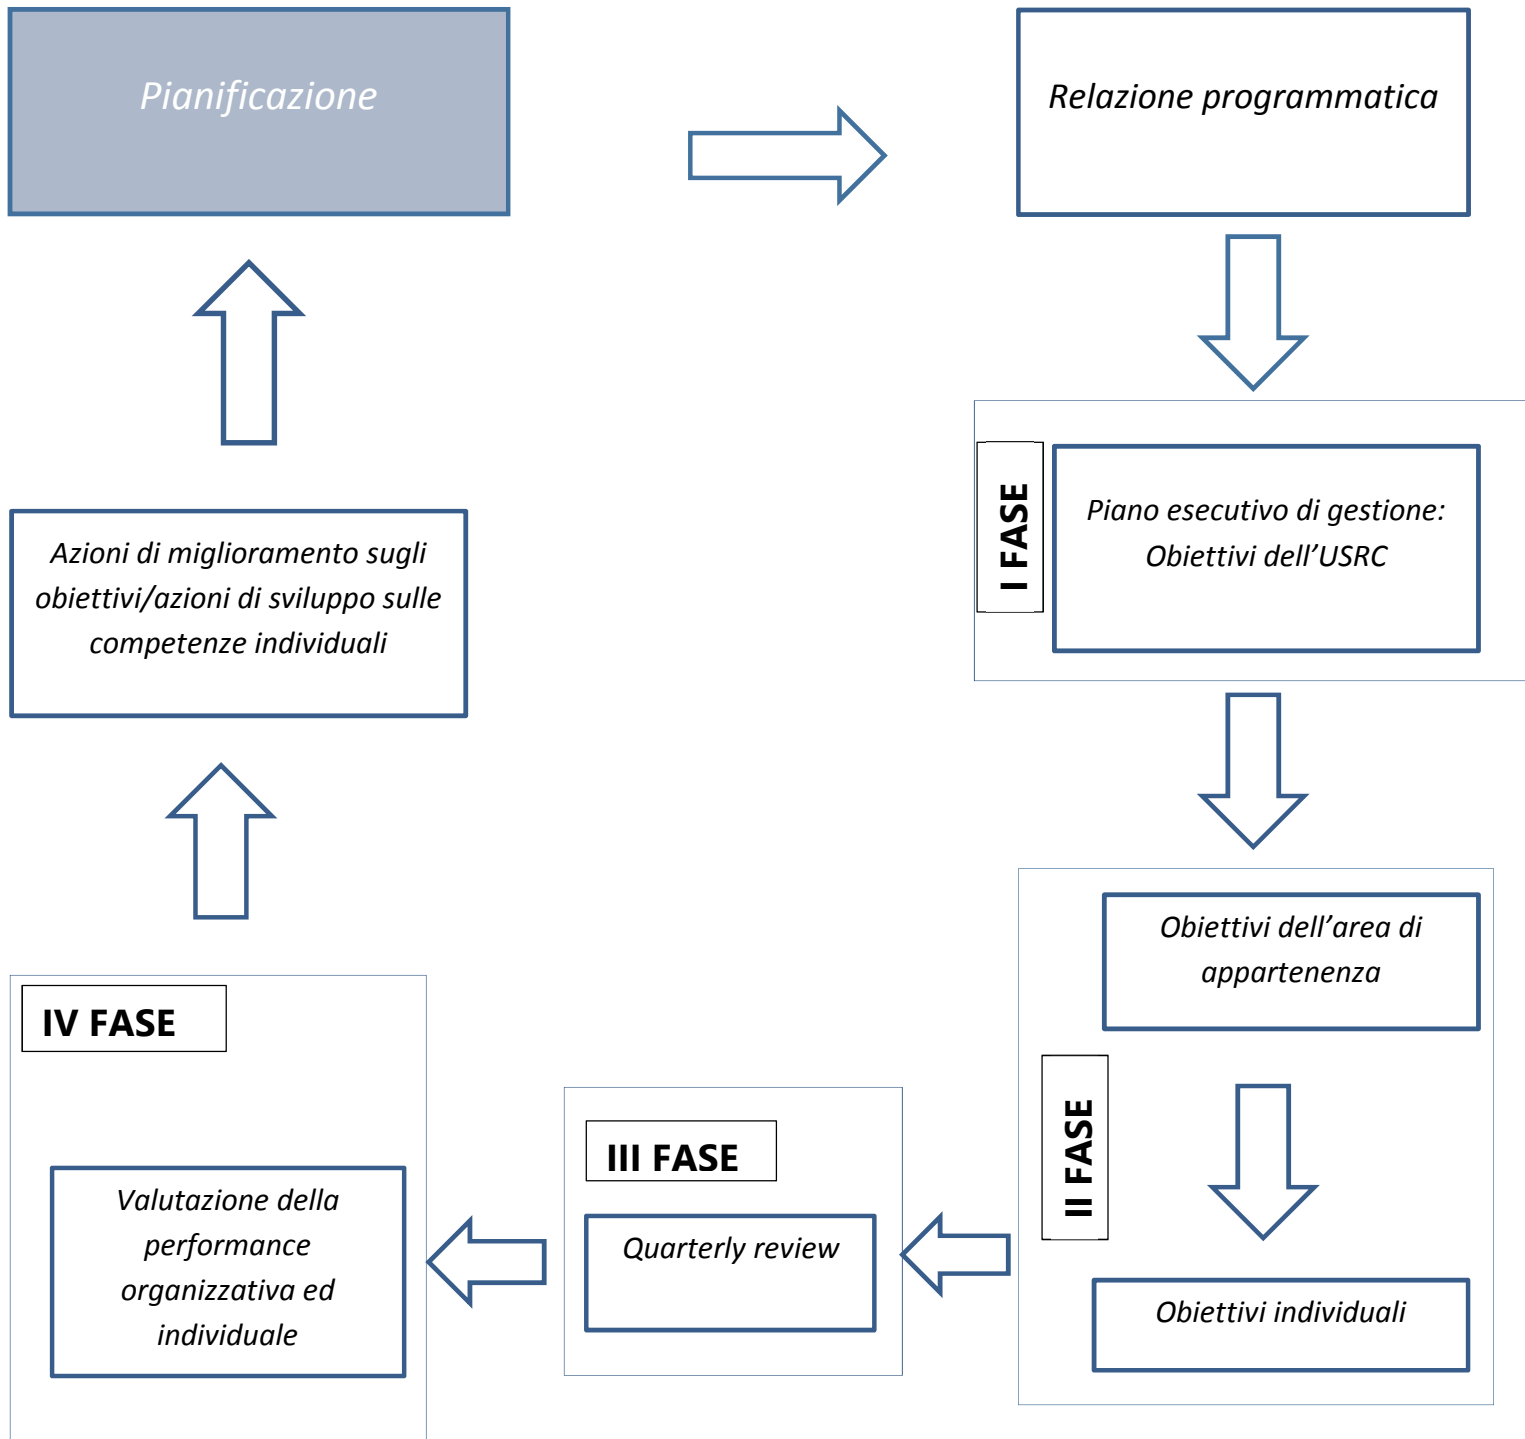 Pianificazione
Relazione programmatica
I FASE
Piano esecutivo di gestione:
Obiettivi dell’USRC
Azioni di miglioramento sugli
obiettivi/azioni di sviluppo sulle
competenze individuali
Obiettivi dell’area di
appartenenza
II FASE
Obiettivi individuali
III FASE
Quarterly review
IV FASE
Valutazione della
performance
organizzativa ed
individuale